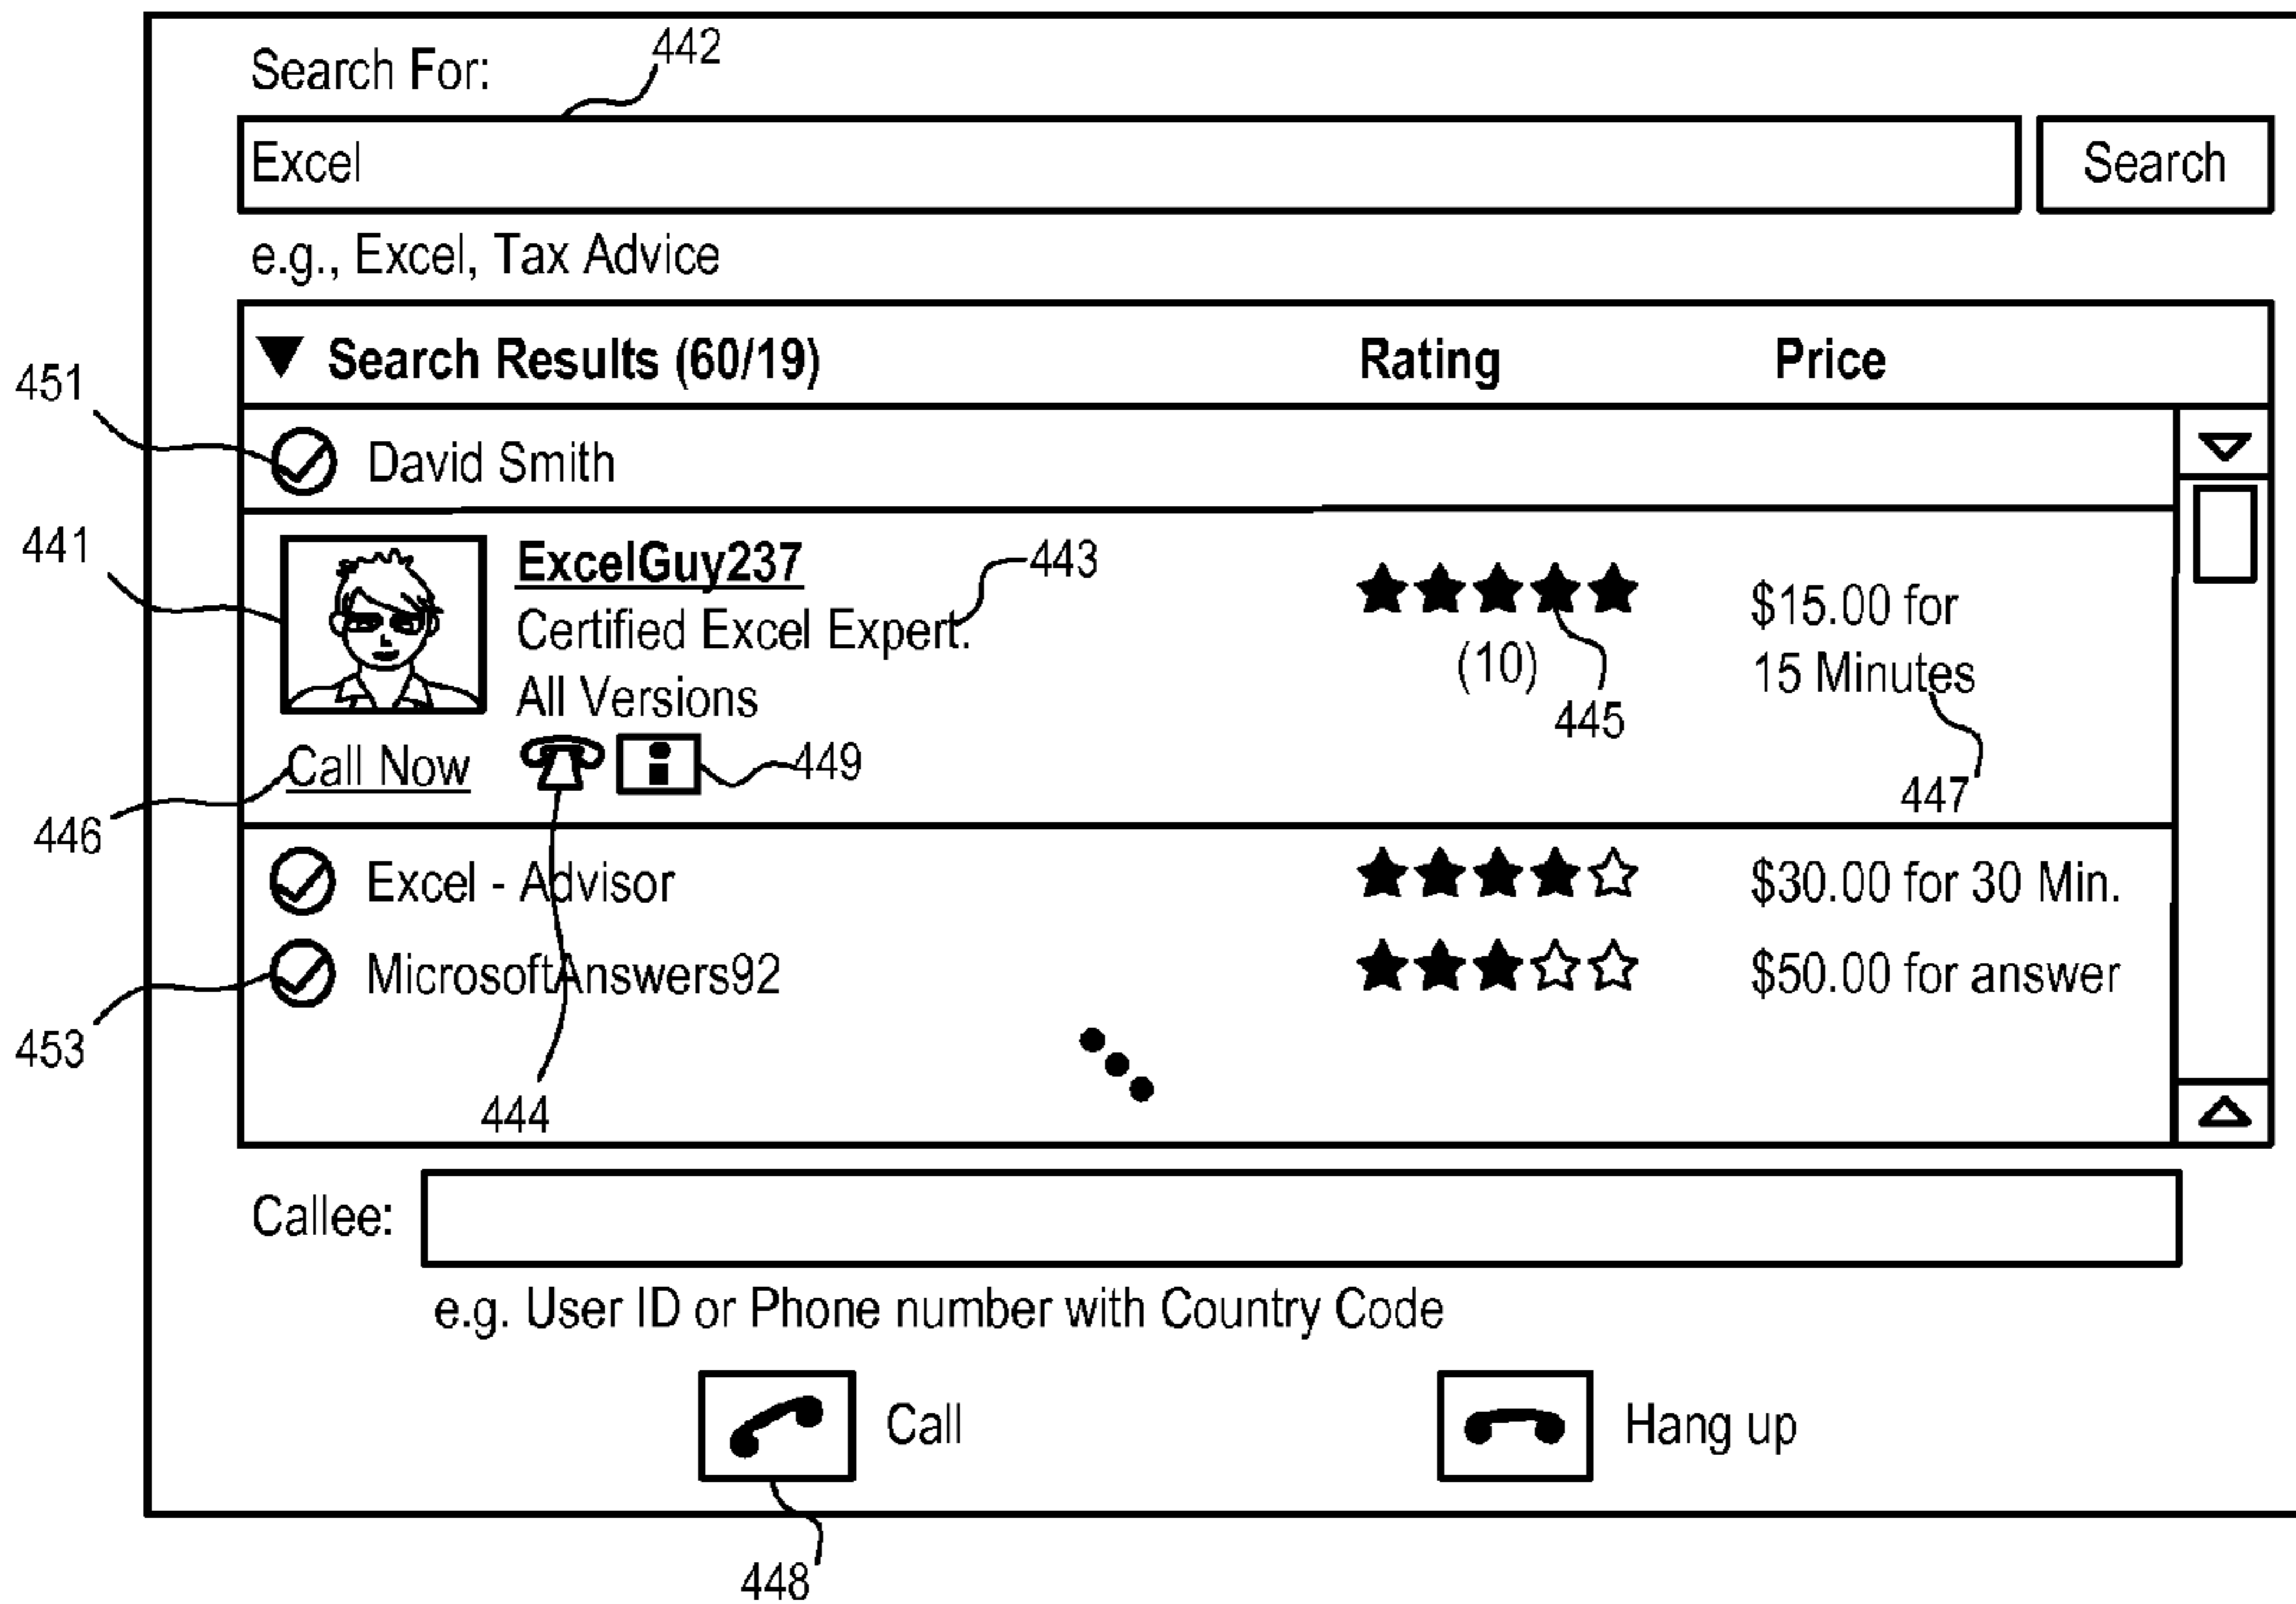 442
Search For:
Excel
Search
e.g., Excel, Tax Advice
Search Results (60/19) Rating Price
451
David Smith
441
ExcelGuy237
443
Certified Excel Expert.
All Versions
(10)
445
$15.00 for
15 Minutes
447
Call Now
449
446
Excel - Advisor
$30.00 for 30 Min.
MicrosoftAnswers92
$50.00 for answer
453
444
Callee:
e.g. User ID or Phone number with Country Code
Call
Hang up
448